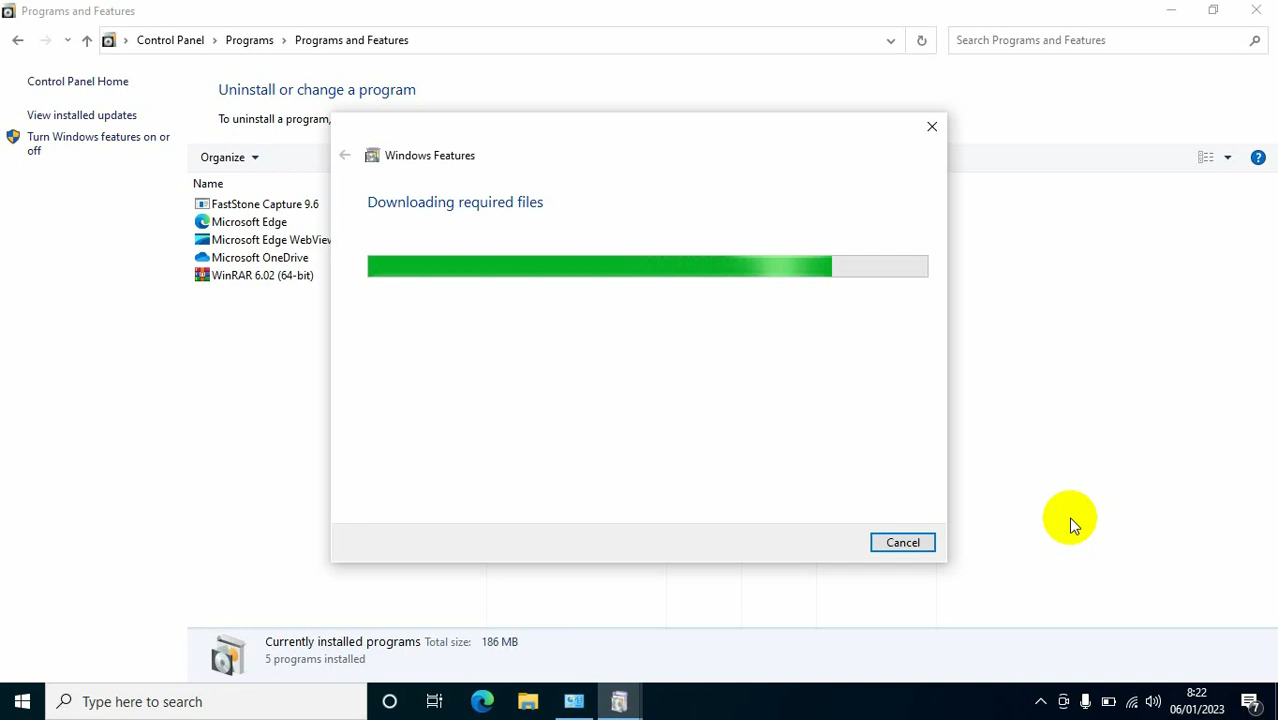 Programs and Features
Control Panel > Programs > Programs and Features
Search Programs and Features
Control Panel Home
View installed updates
Turn Windows features on or
off
Uninstall or change a program
To uninstall a program,
Organize
Name
FastStone Capture 9.6
Microsoft Edge
Microsoft Edge WebView
Microsoft OneDrive
WinRAR 6.02 (64-bit)
Windows Features
Downloading required files
Cancel
Currently installed programs Total size: 186 MB
5 programs installed
Type here to search
8:22
06/01/2023
7